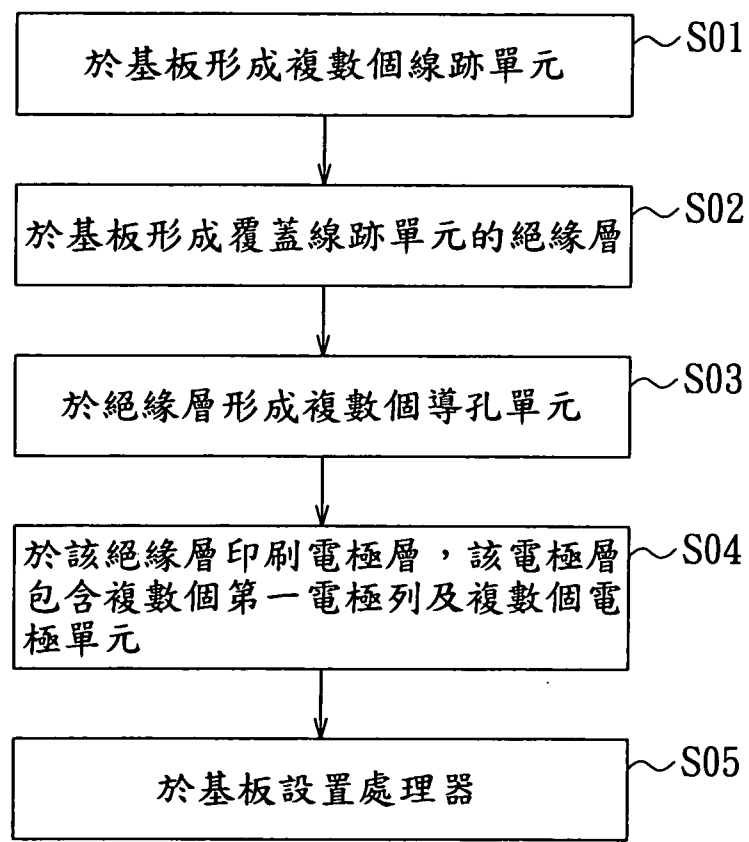 於基板形成複數個線跡單元
S01
於基板形成覆蓋線跡單元的絕緣層
S02
於絕緣層形成複數個導孔單元
S03
於該絕緣層印刷電極層，該電極層
包含複數個第一電極列及複數個電
極單元
S04
於基板設置處理器
S05